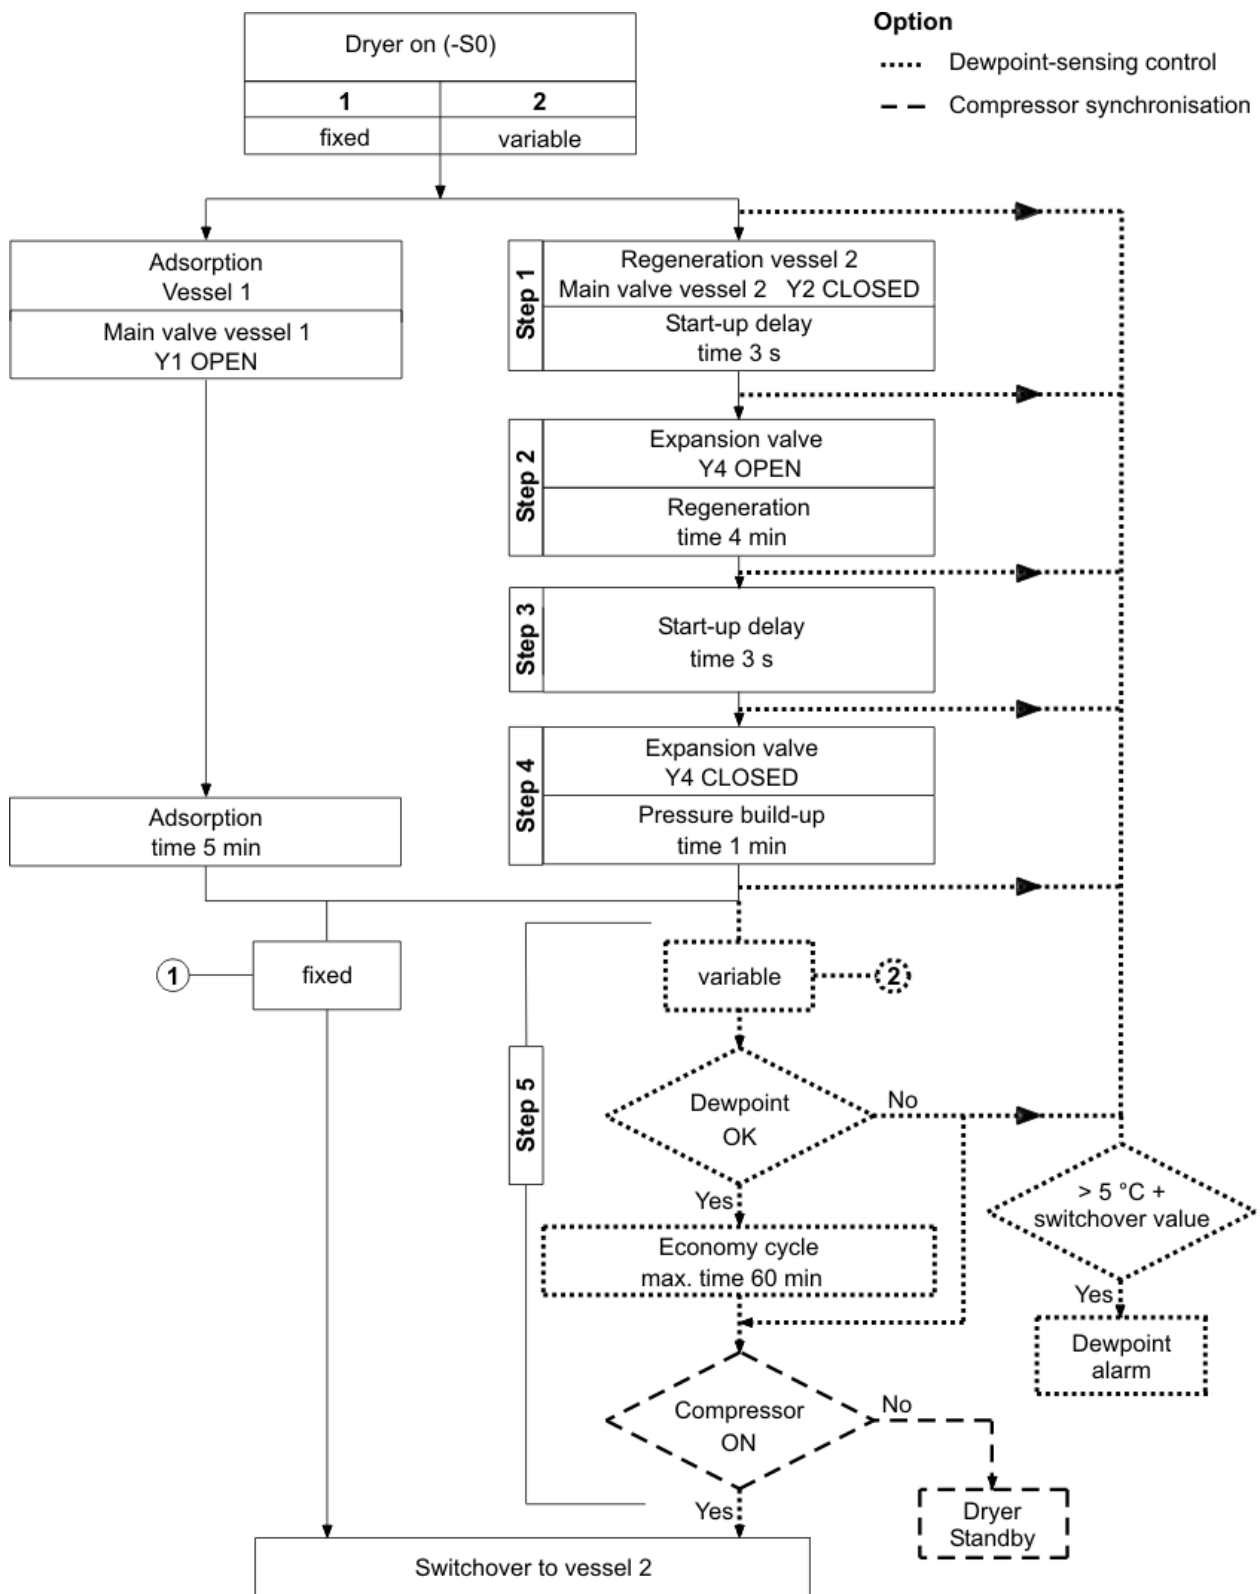 Option
Dewpoint-sensing control
Compressor synchronisation
Dryer on (-S0)
1
2
fixed
variable
Adsorption
Vessel 1
Main valve vessel 1
Y1 OPEN
Step 1
Regeneration vessel 2
Main valve vessel 2 Y2 CLOSED
Start-up delay
time 3 s
Step 2
Expansion valve
Y4 OPEN
Regeneration
time 4 min
Step 3
Start-up delay
time 3 s
Step 4
Expansion valve
Y4 CLOSED
Pressure build-up
time 1 min
Adsorption
time 5 min
1
fixed
variable
2
Step 5
Dewpoint
OK
No
Yes
> 5 °C +
switchover value
Yes
Dewpoint
alarm
Economy cycle
max. time 60 min
Compressor
ON
No
Yes
Dryer
Standby
Switchover to vessel 2